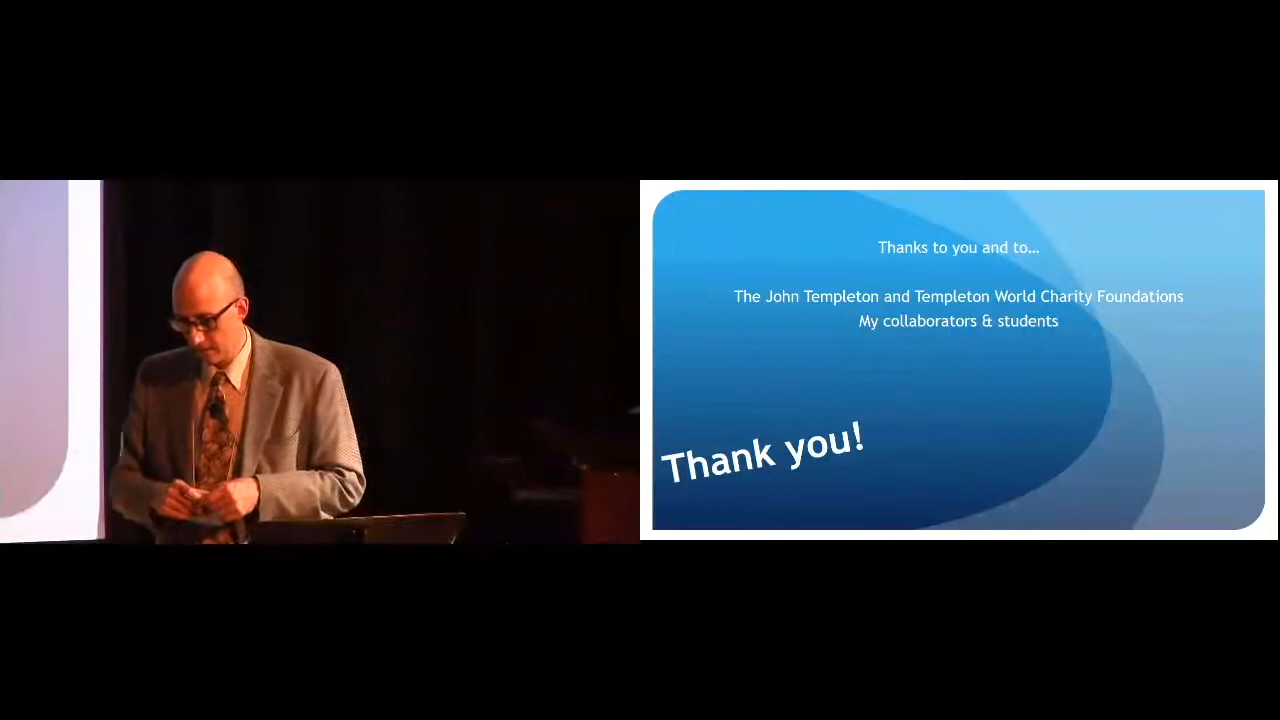 Thanks to you and to…
The John Templeton and Templeton World Charity Foundations
My collaborators & students
Thank you!